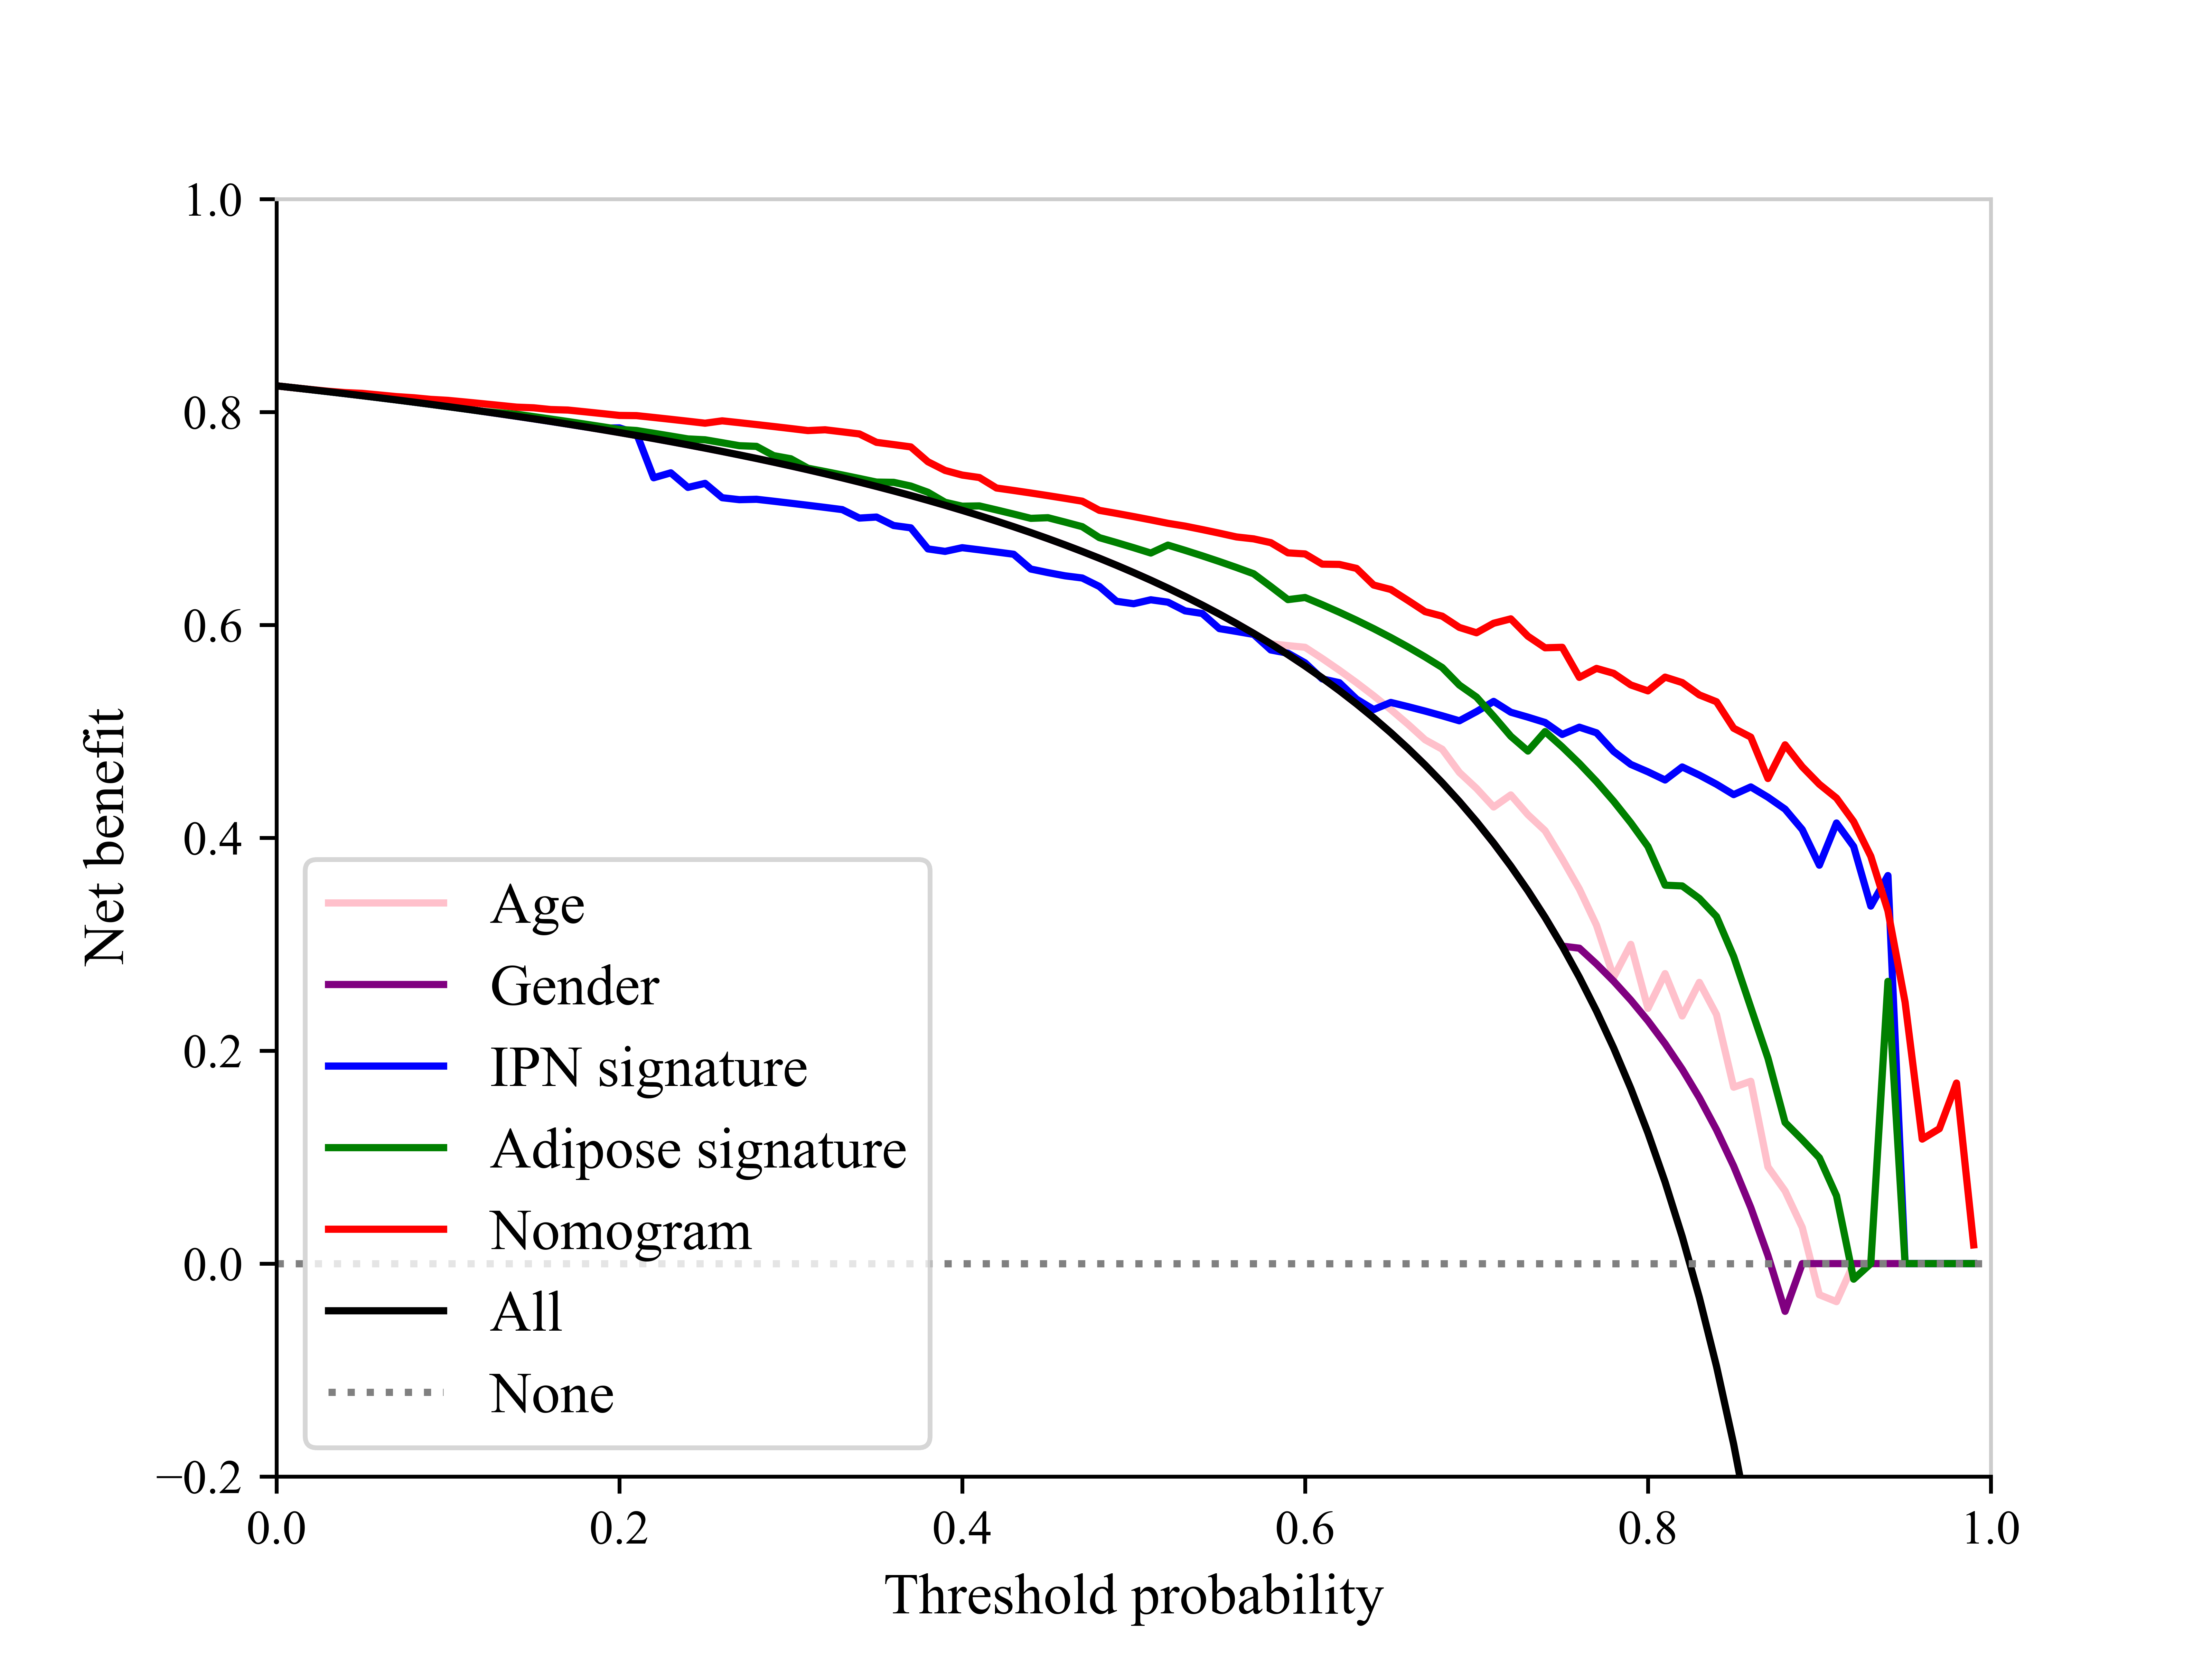 1.0
0.8
0.6
0.4
0.2
0.0
−0.2
Net benefit
Age
Gender
IPN signature
Adipose signature
Nomogram
All
None
0.0 0.2 0.4 0.6 0.8 1.0
Threshold probability